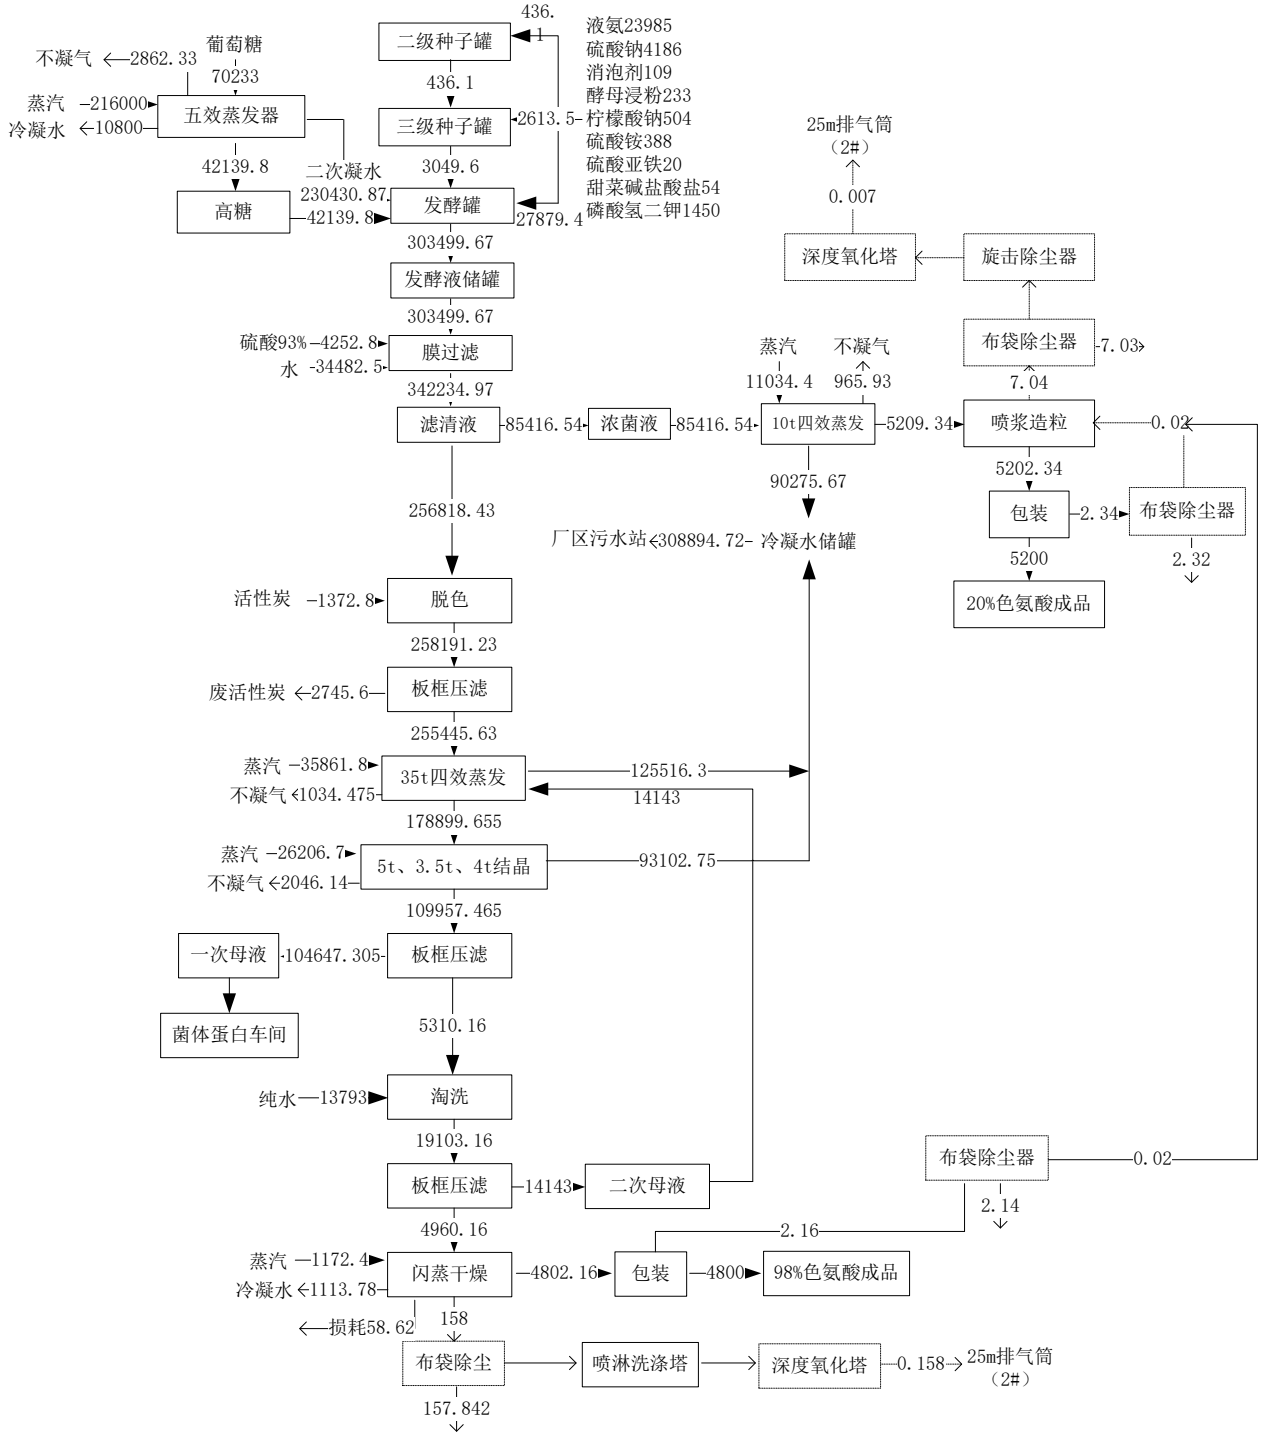 436.
1
二级种子罐
液氨23985
硫酸钠4186
消泡剂109
酵母浸粉233
柠檬酸钠504
硫酸铵388
硫酸亚铁20
甜菜碱盐酸盐54
磷酸氢二钾1450
不凝气
2862.33
葡萄糖
70233
蒸汽
216000
冷凝水
10800
五效蒸发器
436.1
三级种子罐
2613.5
42139.8
二次凝水
230430.87
3049.6
高糖
42139.8
发酵罐
27879.4
303499.67
发酵液储罐
303499.67
硫酸93%
4252.8
水
34482.5
膜过滤
342234.97
滤清液
85416.54
浓菌液
85416.54
蒸汽
11034.4
不凝气
965.93
10t四效蒸发
5209.34
喷浆造粒
0.02
25m排气筒
（2#）
0.007
深度氧化塔
旋击除尘器
布袋除尘器
7.03
7.04
5202.34
包装
2.34
布袋除尘器
2.32
5200
20%色氨酸成品
90275.67
厂区污水站
308894.72
冷凝水储罐
256818.43
活性炭
1372.8
脱色
258191.23
废活性炭
2745.6
板框压滤
255445.63
蒸汽
35861.8
不凝气
1034.475
35t四效蒸发
125516.3
14143
178899.655
蒸汽
26206.7
不凝气
2046.14
5t、3.5t、4t结晶
93102.75
109957.465
一次母液
104647.305
板框压滤
菌体蛋白车间
5310.16
纯水
13793
淘洗
19103.16
板框压滤
14143
二次母液
布袋除尘器
0.02
2.14
4960.16
2.16
蒸汽
1172.4
冷凝水
1113.78
闪蒸干燥
4802.16
包装
4800
98%色氨酸成品
损耗58.62
158
布袋除尘
喷淋洗涤塔
深度氧化塔
0.158
25m排气筒
（2#）
157.842